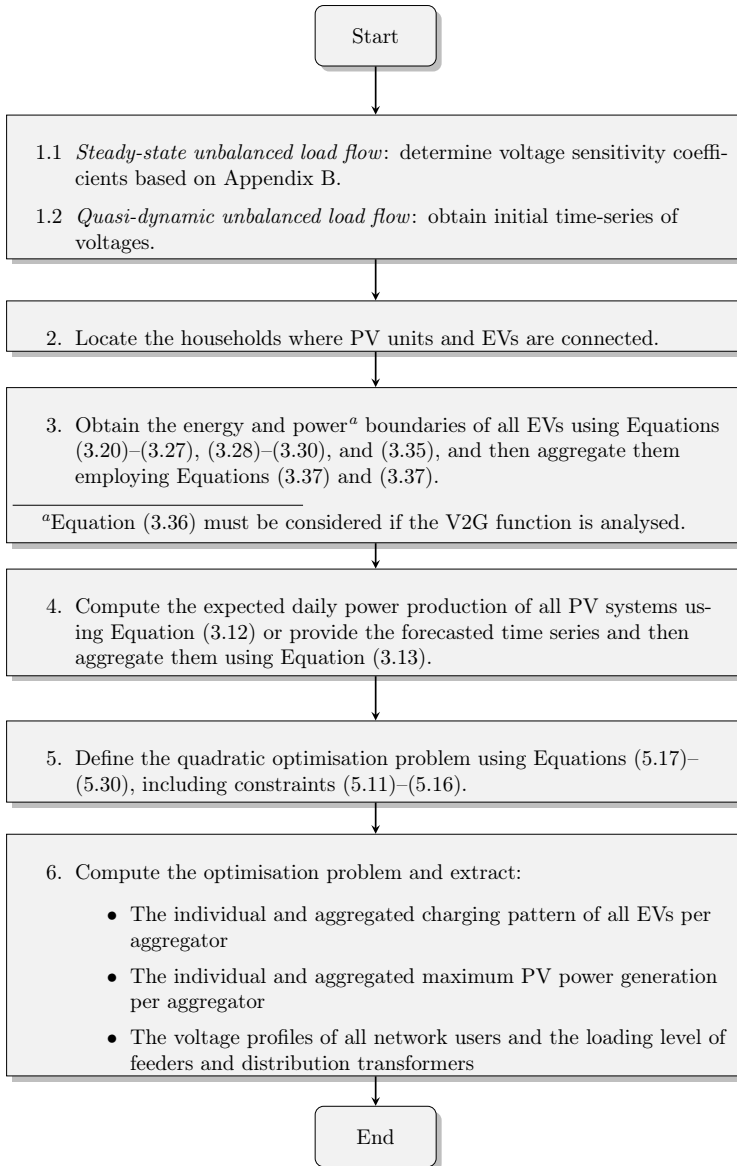 Start
1.1 Steady-state unbalanced load flow: determine voltage sensitivity coeffi-
cients based on Appendix B.
1.2 Quasi-dynamic unbalanced load flow: obtain initial time-series of
voltages.
2. Locate the households where PV units and EVs are connected.
3. Obtain the energy and power^a boundaries of all EVs using Equations
(3.20)–(3.27), (3.28)–(3.30), and (3.35), and then aggregate them
employing Equations (3.37) and (3.37).
^aEquation (3.36) must be considered if the V2G function is analysed.
4. Compute the expected daily power production of all PV systems us-
ing Equation (3.12) or provide the forecasted time series and then
aggregate them using Equation (3.13).
5. Define the quadratic optimisation problem using Equations (5.17)–
(5.30), including constraints (5.11)–(5.16).
6. Compute the optimisation problem and extract:
• The individual and aggregated charging pattern of all EVs per
aggregator
• The individual and aggregated maximum PV power generation
per aggregator
• The voltage profiles of all network users and the loading level of
feeders and distribution transformers
End